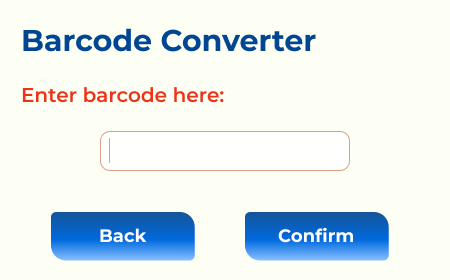 Barcode Converter
Enter barcode here:
Back
Confirm